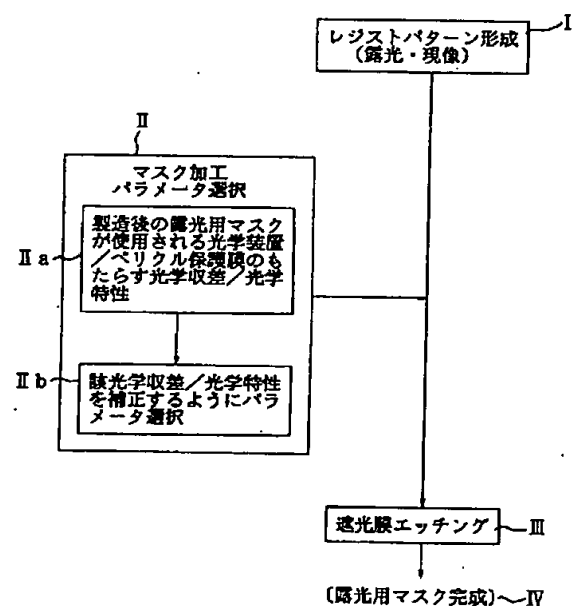 レジストパターン形成
(露光・現像)
I
II
マスク加工
パラメータ選択
IIa
製造後の露光用マスク
が使用される光学装置
/ペリクル保護膜のも
たらす光学収差/光学
特性
IIb
該光学収差/光学特性
を補正するようにパラ
メータ選択
遮光膜エッチング
III
(露光用マスク完成)
IV